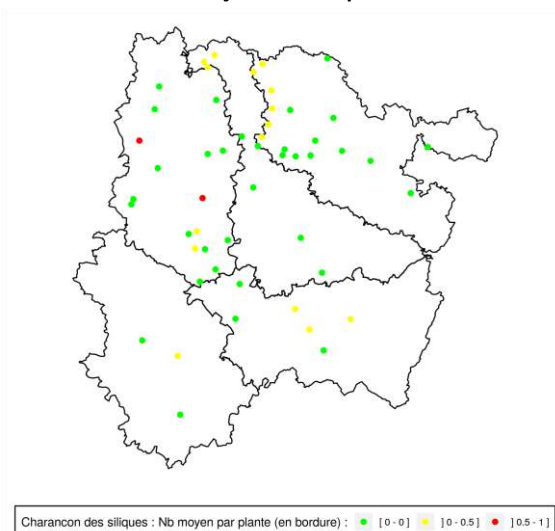 Charancon des siliques : Nb moyen par plante (en bordure) : [ 0 - 0 ] ] 0 - 0.5 ] ] 0.5 - 1 ]